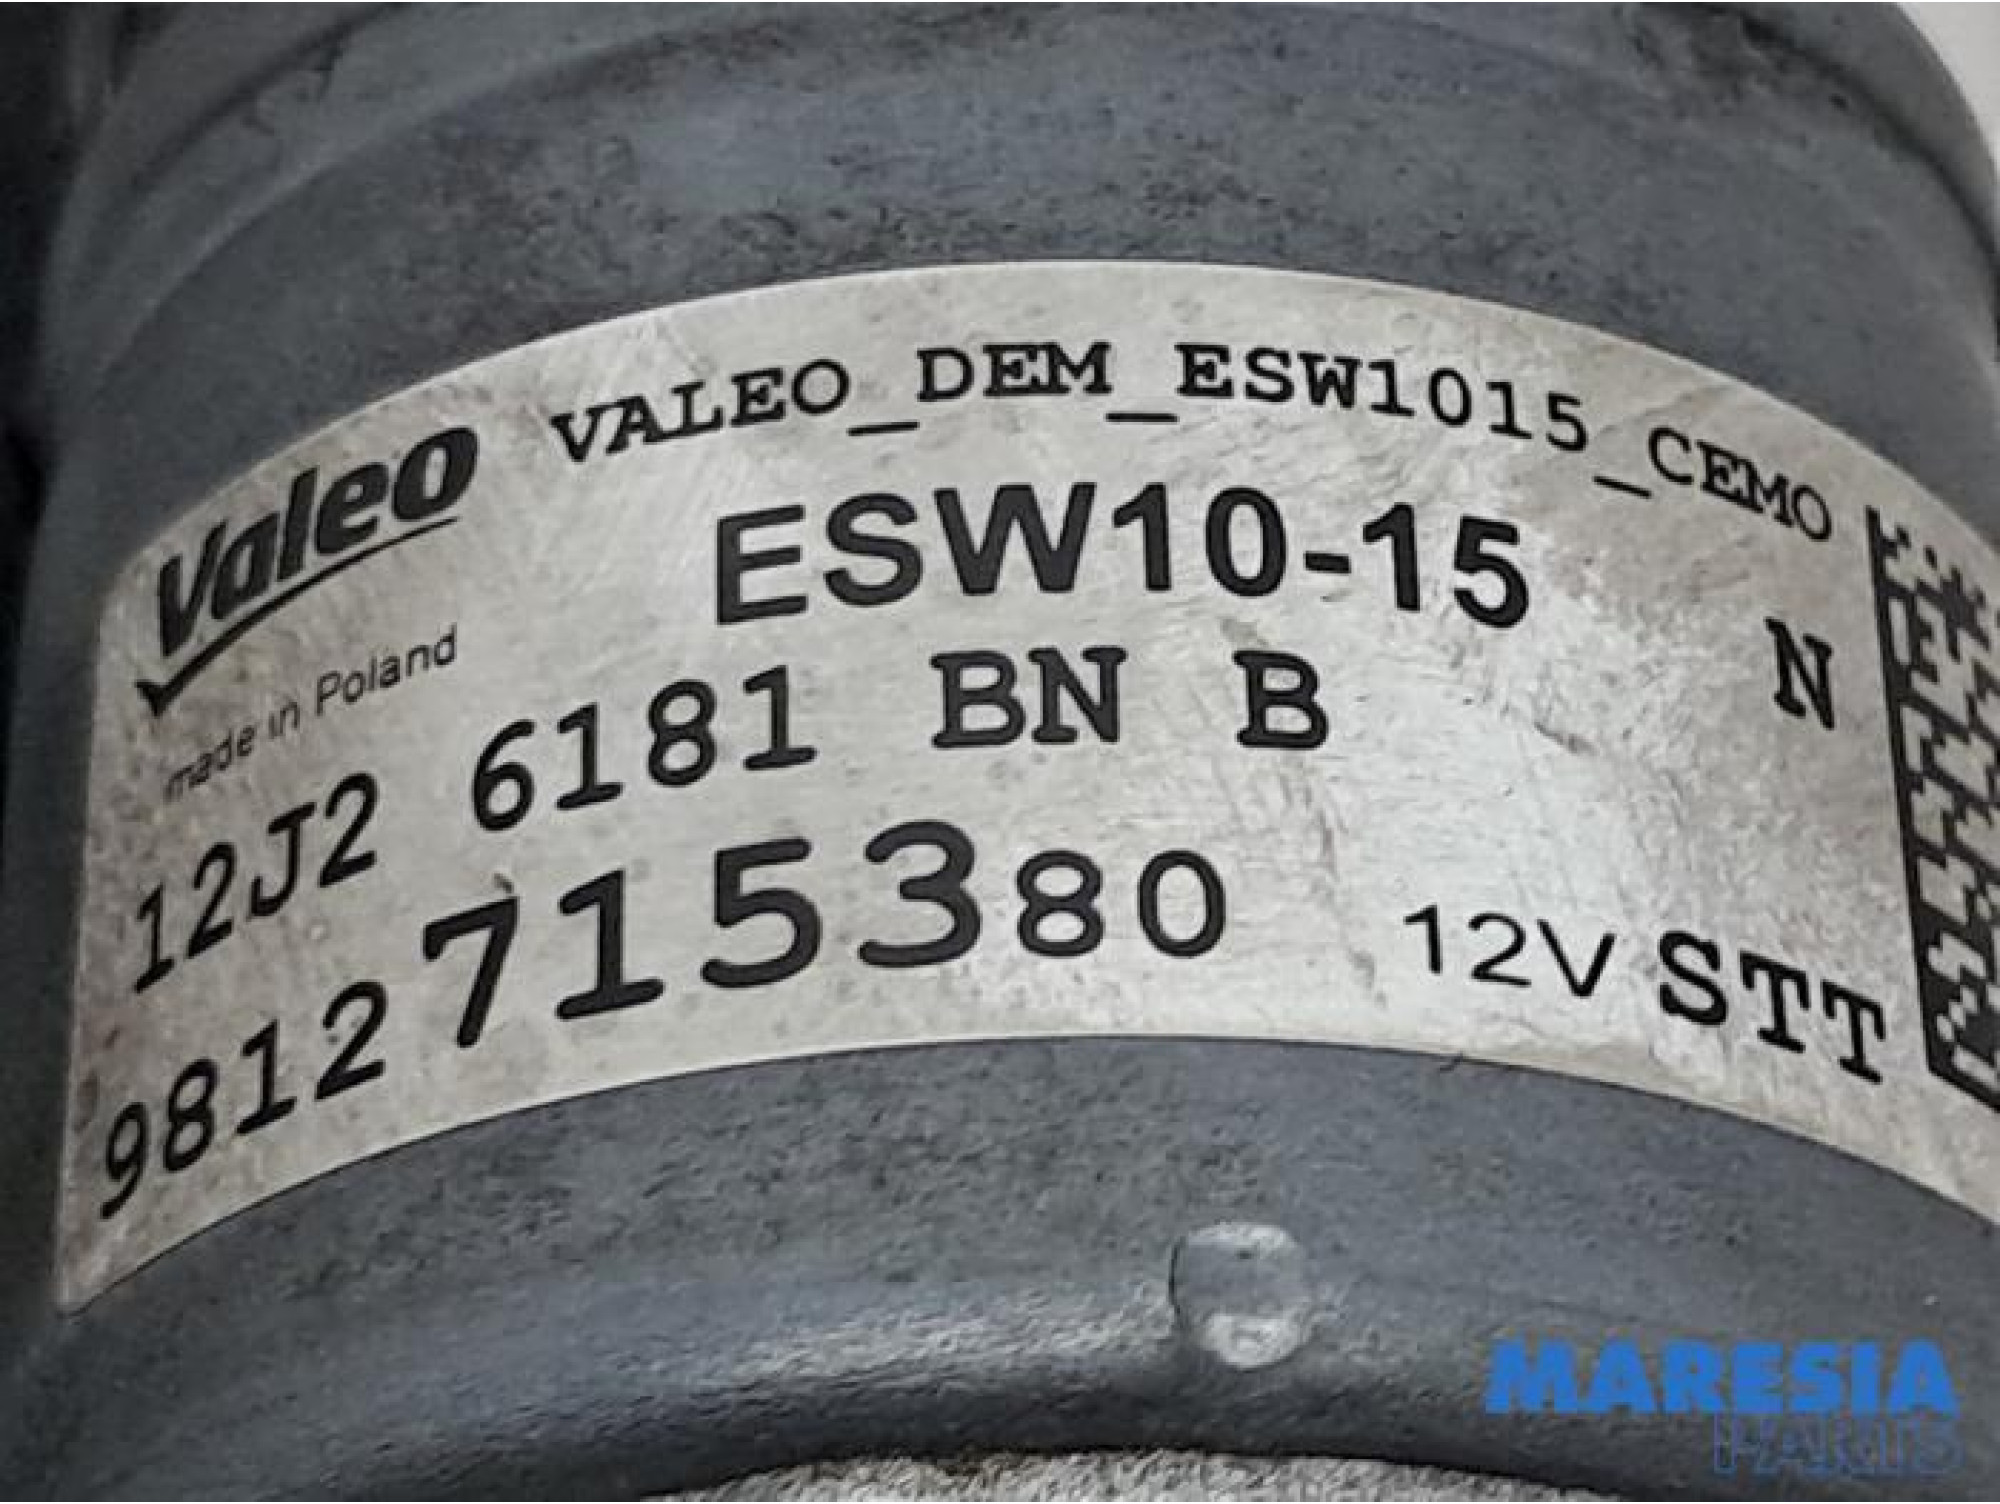 Valeo
made in Poland
VALEO_DEM_ESW1015_CEMO
ESW10-15
N
12J2 6181 BN B
9812715380
12V STT
MARESIA
PARTS